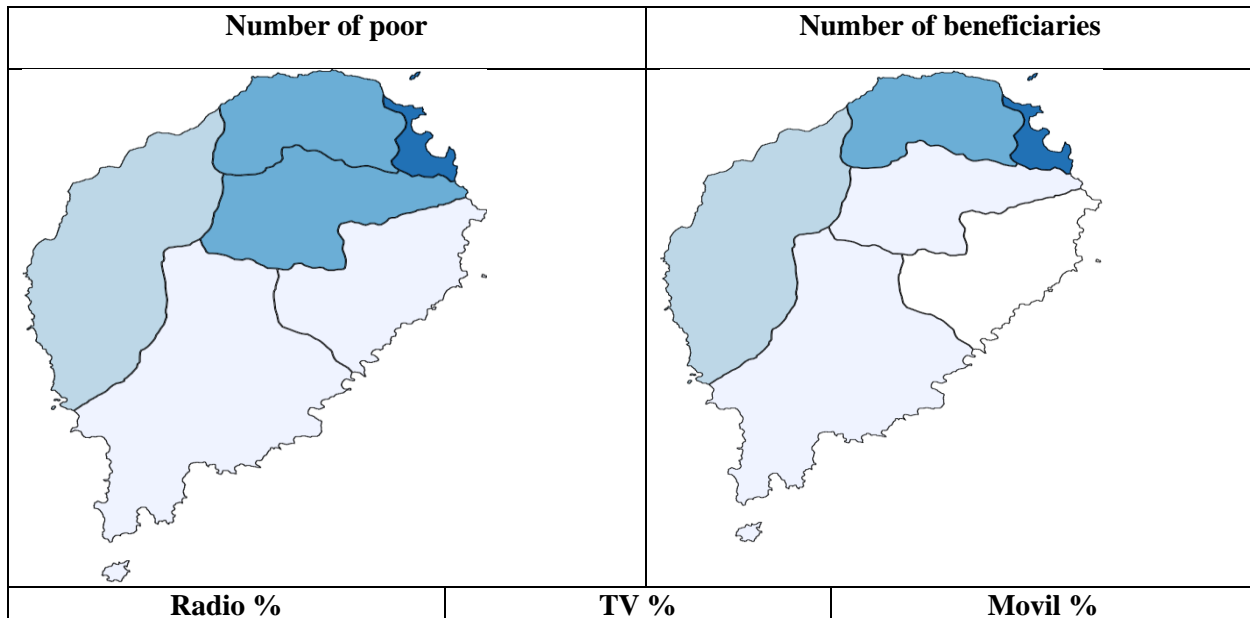 Number of poor
Number of beneficiaries
Radio %
TV %
Movil %